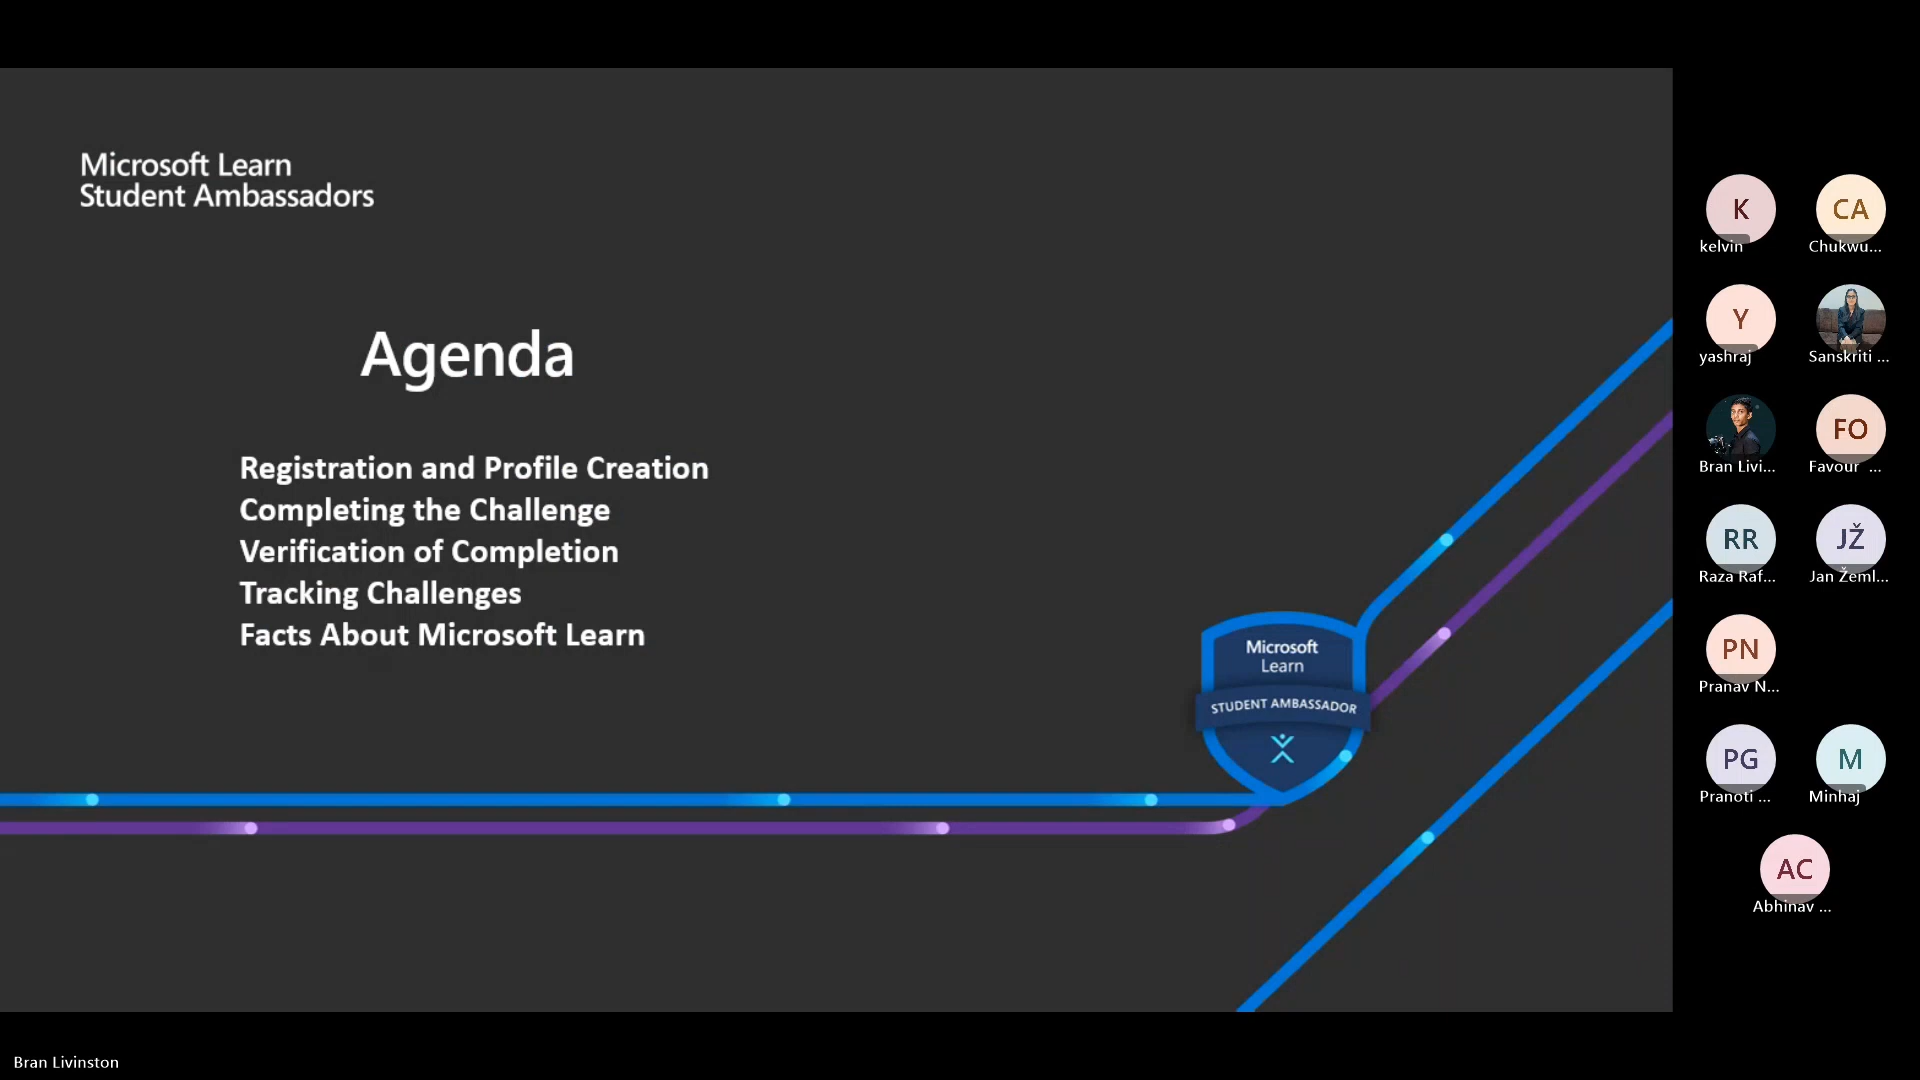 Microsoft Learn
Student Ambassadors
Agenda
Registration and Profile Creation
Completing the Challenge
Verification of Completion
Tracking Challenges
Facts About Microsoft Learn
Microsoft
Learn
STUDENT AMBASSADOR
K
kelvin
CA
Chukwu...
Y
yashraj
Sanskriti ...
Bran Livi...
FO
Favour ...
RR
Raza Raf...
JŽ
Jan Žeml...
PN
Pranav N...
PG
Pranoti ...
M
Minhaj
AC
Abhinav ...
Bran Livinston